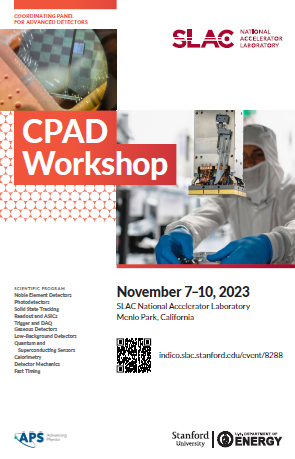 COORDINATING PANEL
FOR ADVANCED DETECTORS
SLAC
NATIONAL
ACCELERATOR
LABORATORY
CPAD
Workshop
SCIENTIFIC PROGRAM
Noble Element Detectors
Photodetectors
Solid State Tracking
Readout and ASICs
Trigger and DAQ
Gaseous Detectors
Low-Background Detectors
Quantum and
Superconducting Sensors
Calorimetry
Detector Mechanics
Fast Timing
November 7–10, 2023
SLAC National Accelerator Laboratory
Menlo Park, California
indico.slac.stanford.edu/event/8288
APS
Advancing
Physics
Stanford
University
U.S. DEPARTMENT OF
ENERGY